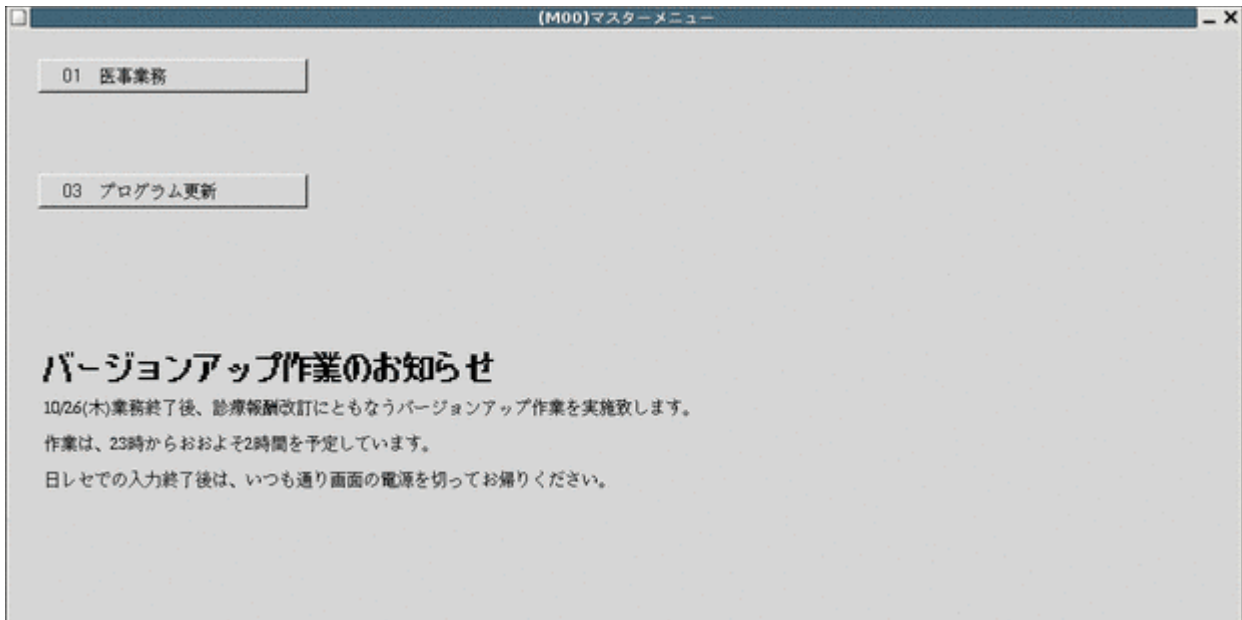 (M00)マスターメニュー
01 医事業務
03 プログラム更新
バージョンアップ作業のお知らせ
10/26(木)業務終了後、診療報酬改訂にともなうバージョンアップ作業を実施致します。
作業は、23時からおおよそ2時間を予定しています。
日レセでの入力終了後は、いつも通り画面の電源を切ってお帰りください。